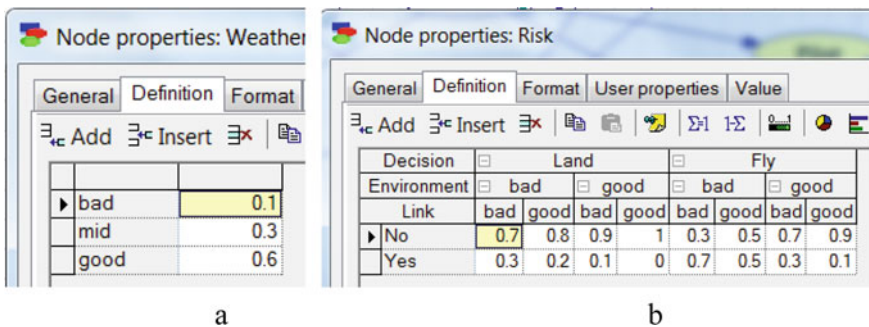 Node properties: Weather
General Definition Format
Add Insert
bad 0.1
mid 0.3
good 0.6
a
Node properties: Risk
General Definition Format User properties Value
Add Insert Σ=1 1-Σ
Decision Land Fly
Environment bad good bad good
Link bad good bad good bad good bad good
No 0.7 0.8 0.9 1 0.3 0.5 0.7 0.9
Yes 0.3 0.2 0.1 0 0.7 0.5 0.3 0.1
b